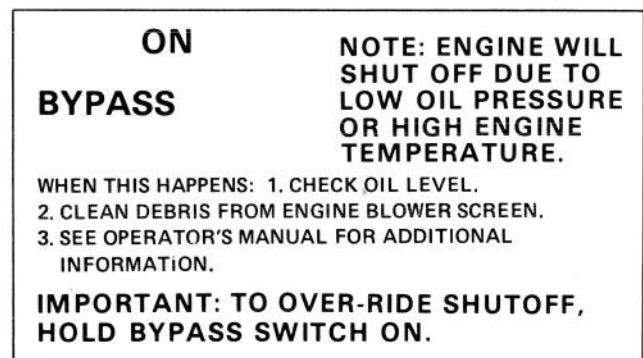 ON
BYPASS
NOTE: ENGINE WILL
SHUT OFF DUE TO
LOW OIL PRESSURE
OR HIGH ENGINE
TEMPERATURE.
WHEN THIS HAPPENS: 1. CHECK OIL LEVEL.
2. CLEAN DEBRIS FROM ENGINE BLOWER SCREEN.
3. SEE OPERATOR'S MANUAL FOR ADDITIONAL
INFORMATION.
IMPORTANT: TO OVER-RIDE SHUTOFF,
HOLD BYPASS SWITCH ON.